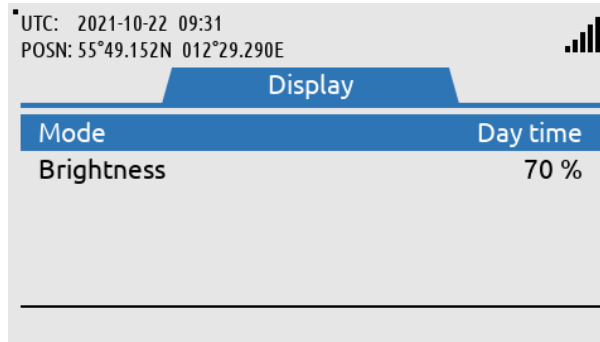 UTC: 2021-10-22 09:31
POSN: 55°49.152N 012°29.290E
Display
Mode Day time
Brightness 70 %